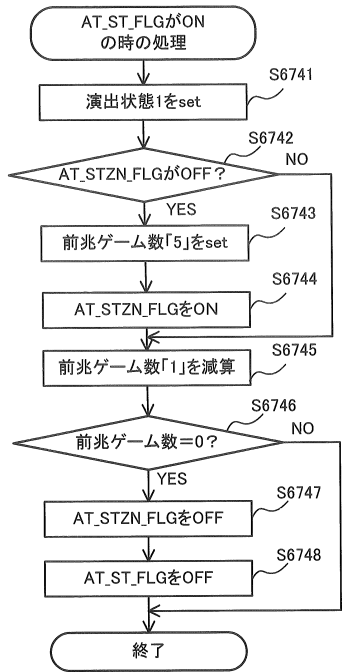 AT_ST_FLGがON
の時の処理
S6741
演出状態1をset
S6742
AT_STZN_FLGがOFF？
NO
YES
S6743
前兆ゲーム数「5」をset
S6744
AT_STZN_FLGをON
S6745
前兆ゲーム数「1」を減算
S6746
前兆ゲーム数＝0？
NO
YES
S6747
AT_STZN_FLGをOFF
S6748
AT_ST_FLGをOFF
終了